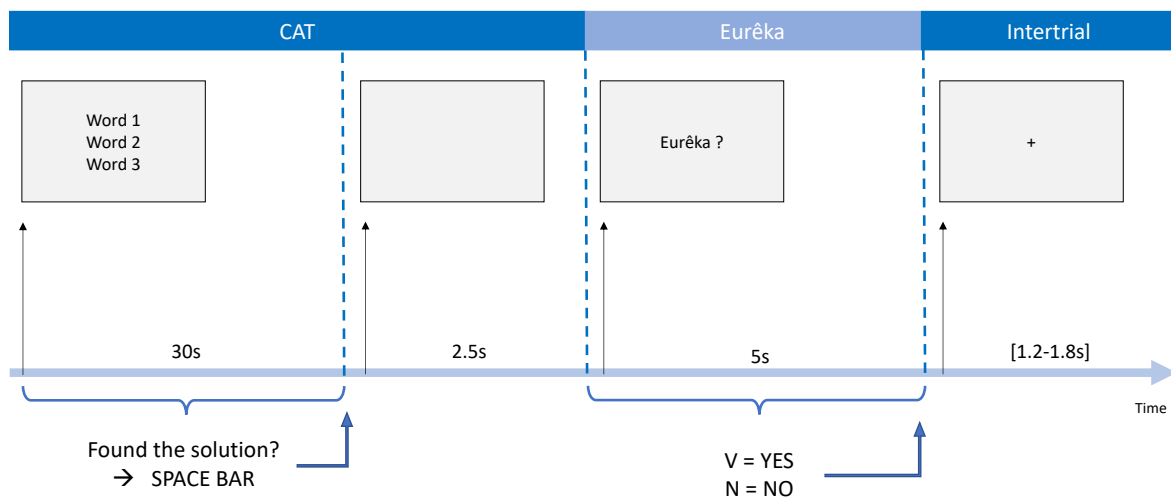 CAT
Eurêka
Intertrial
Word 1
Word 2
Word 3
Eurêka ?
+
30s
2.5s
5s
[1.2-1.8s]
Time
Found the solution?
→ SPACE BAR
V = YES
N = NO